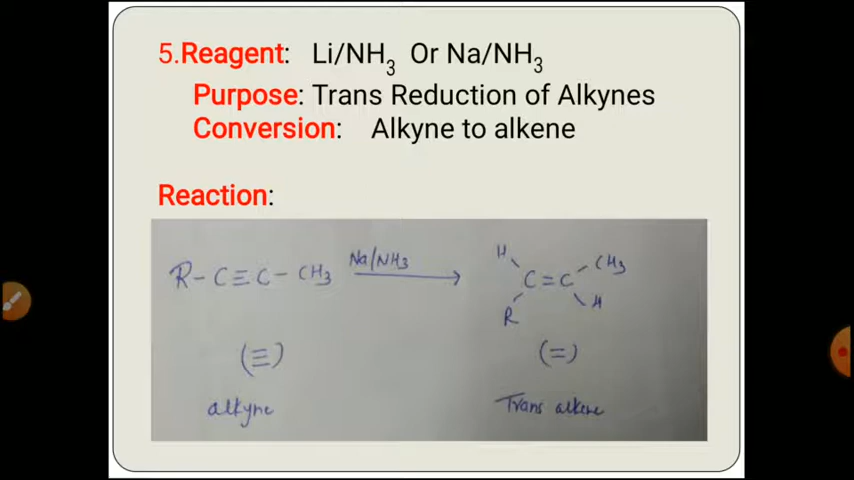 5.Reagent: Li/NH3 Or Na/NH3
Purpose: Trans Reduction of Alkynes
Conversion: Alkyne to alkene
Reaction:
R-C≡C-CH3 Na/NH3 H CH3
C=C
R H
(≡) (=)
alkyne Trans alkene